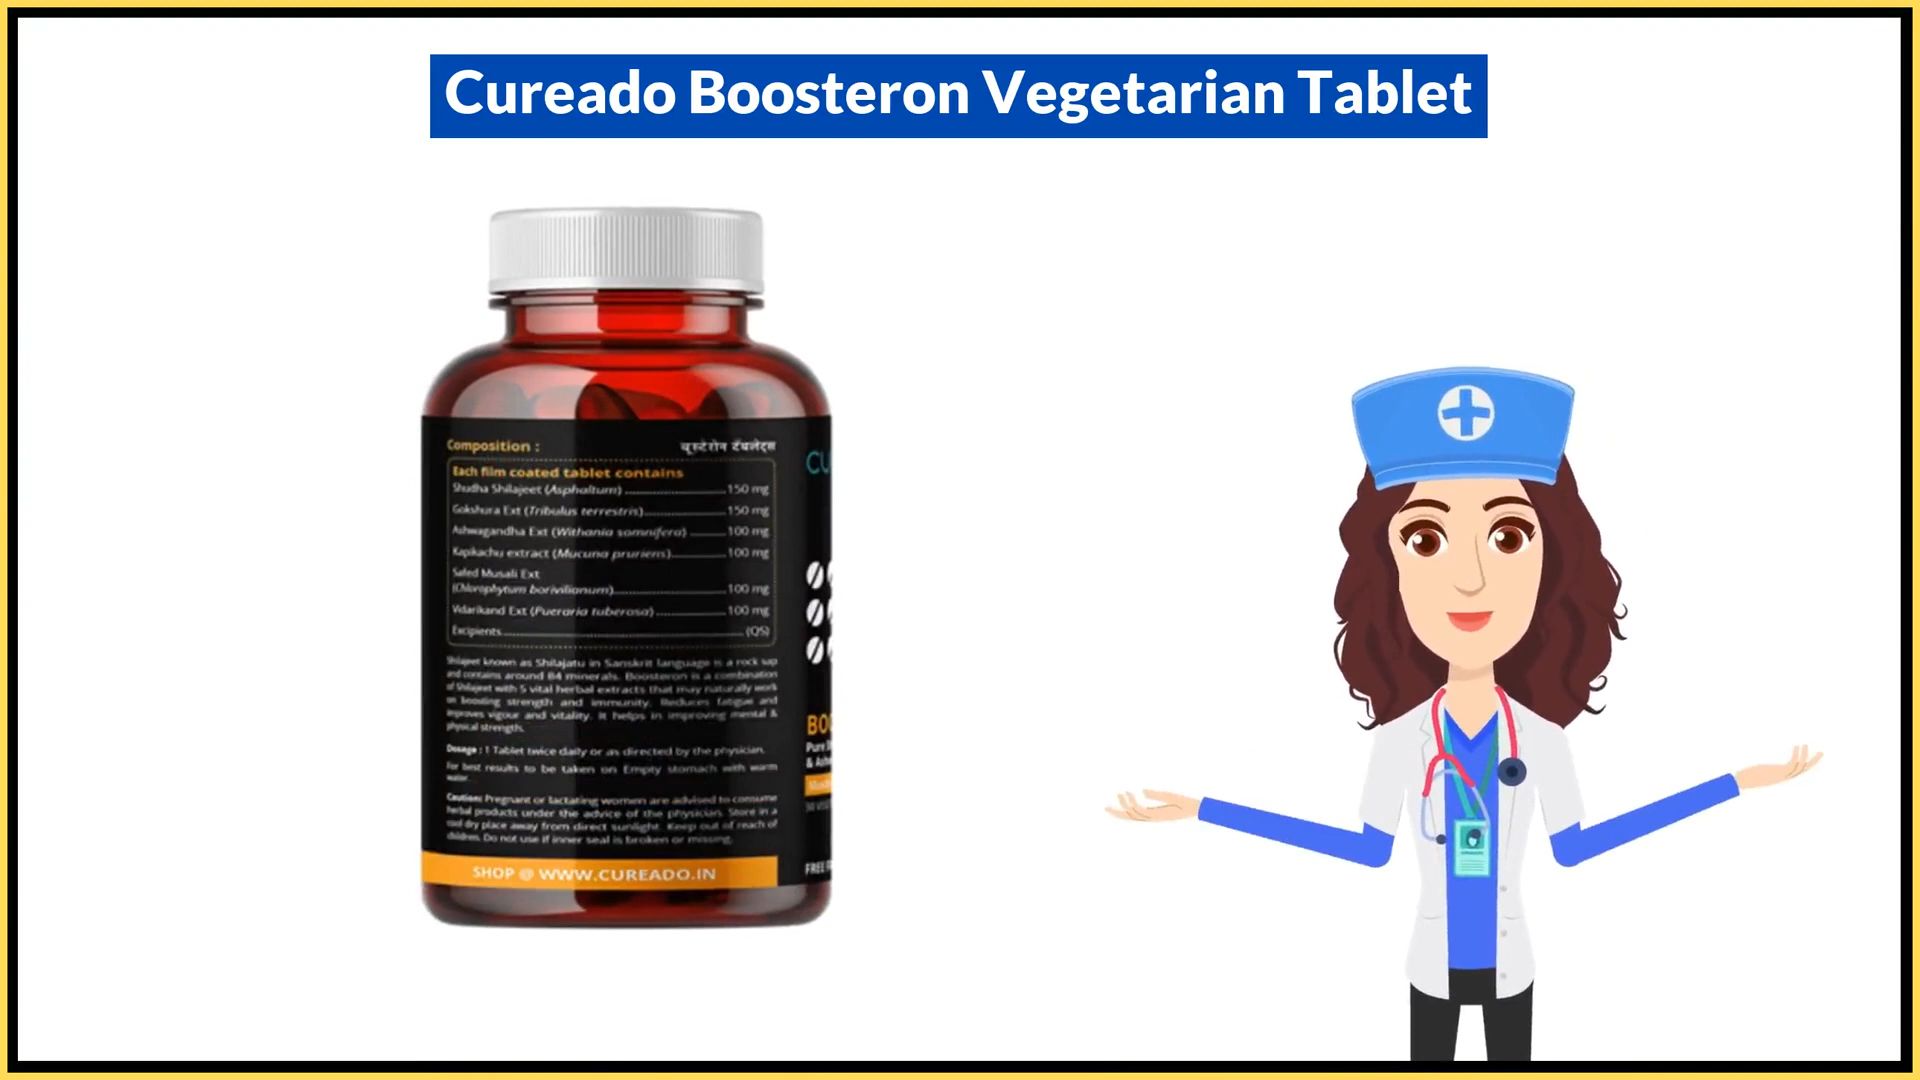 Cureado Boosteron Vegetarian Tablet
Composition :
बूस्टेरोन टॅबलेट्स
Each film coated tablet contains
Shudha Shilajeet (Asphaltum) 150 mg
Gokshura Ext (Tribulus terrestris) 150 mg
Ashwagandha Ext (Withania somnifera) 100 mg
Kapikachu extract (Mucuna pruriens) 100 mg
Safed Musali Ext
(Chlorophytum borivilianum) 100 mg
Vidarikand Ext (Pueraria tuberosa) 100 mg
Excipients (QS)
Shilajeet known as Shilajatu in Sanskrit language is a rock sap
and contains around 84 minerals. Boosteron is a combination
of Shilajeet with 5 vital herbal extracts that may naturally work
on boosting strength and immunity. Reduces fatigue and
improves vigour and vitality. It helps in improving mental &
physical strength.
Dosage : 1 Tablet twice daily or as directed by the physician.
For best results to be taken on Empty stomach with warm
water.
Caution: Pregnant or lactating women are advised to consume
herbal products under the advice of the physician. Store in a
cool dry place away from direct sunlight. Keep out of reach of
children. Do not use if inner seal is broken or missing.
SHOP @ WWW.CUREADO.IN
CU
BO
Pure
&
FREE